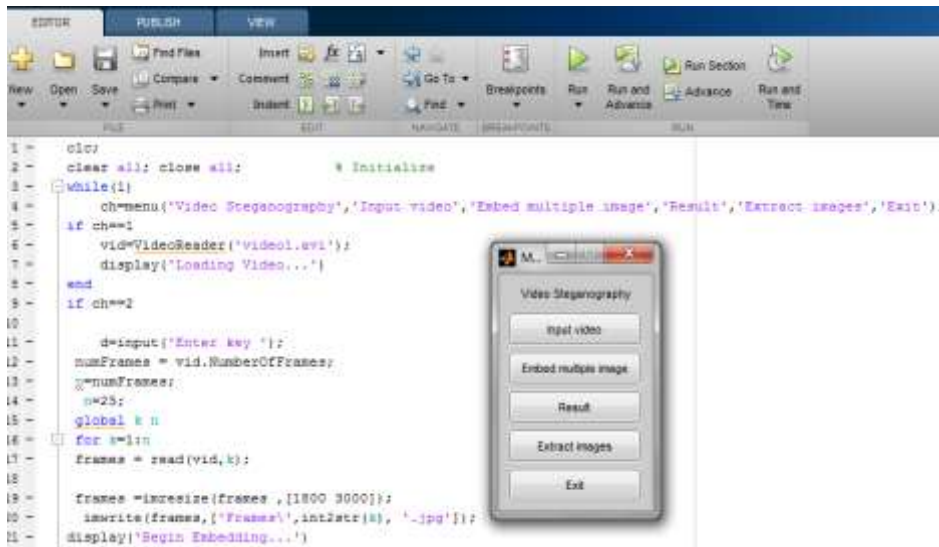 EDITOR PUBLISH VIEW
New Open Save
Find Files
Compare
Print
FILE
Insert fx
Comment
Indent
EDIT
Go To
Find
NAVIGATE
Breakpoints
BREAKPOINTS
Run
Run and Advance
Run Section
Advance
Run and Time
RUN
1 clc;
2 clear all; close all; % Initialize
3 while(1)
4 ch=menu('Video Steganography','Input video','Embed multiple image','Result','Extract images','Exit')
5 if ch==1
6 vid=VideoReader('video1.avi');
7 display('Loading Video...')
8 end
9 if ch==2
10
11 d=input('Enter key ');
12 numFrames = vid.NumberOfFrames;
13 =numFrames;
14 n=25;
15 global k n
16 for k=1:n
17 frames = read(vid,k);
18
19 frames =imresize(frames ,[1800 3000]);
20 imwrite(frames,['Frames\',int2str(k), '.jpg']);
21 display('Begin Embedding...')
M...
Video Steganography
Input video
Embed multiple image
Result
Extract images
Exit